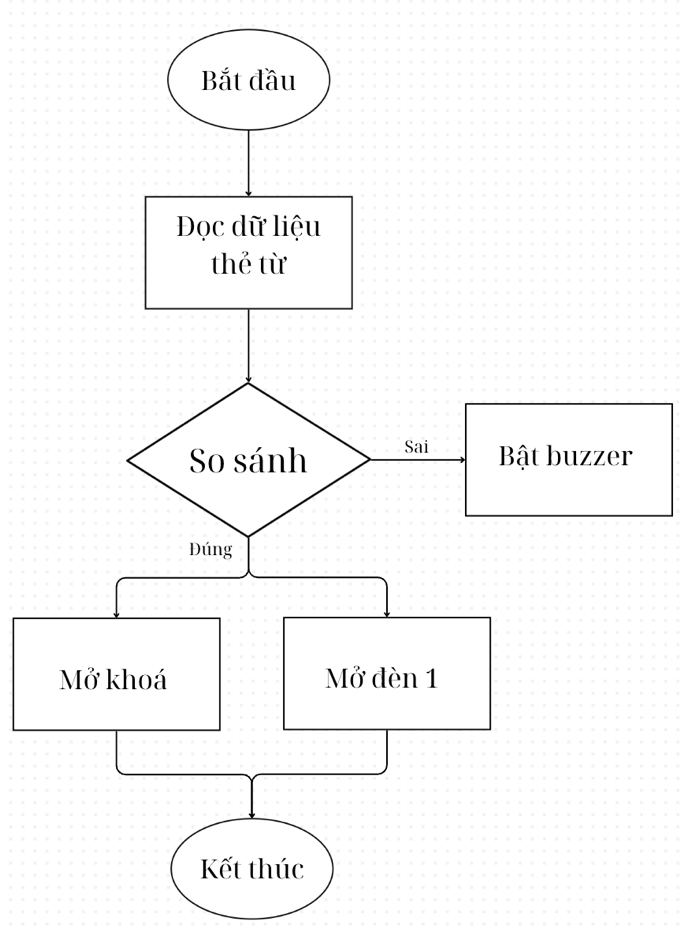 Bắt đầu
Đọc dữ liệu
thẻ từ
So sánh
Sai
Bật buzzer
Đúng
Mở khoá
Mở đèn 1
Kết thúc